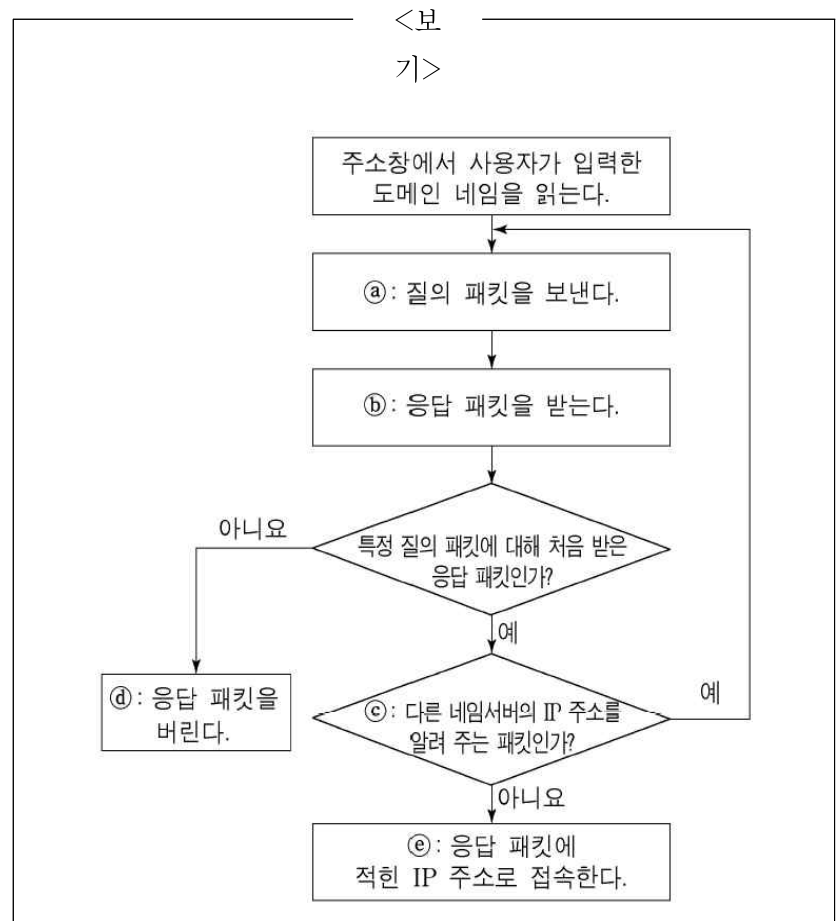 <보
기>
주소창에서 사용자가 입력한
도메인 네임을 읽는다.
ⓐ: 질의 패킷을 보낸다.
ⓑ: 응답 패킷을 받는다.
아니요
특정 질의 패킷에 대해 처음 받은
응답 패킷인가?
예
ⓓ: 응답 패킷을
버린다.
ⓒ: 다른 네임서버의 IP 주소를
알려 주는 패킷인가?
예
아니요
ⓔ: 응답 패킷에
적힌 IP 주소로 접속한다.